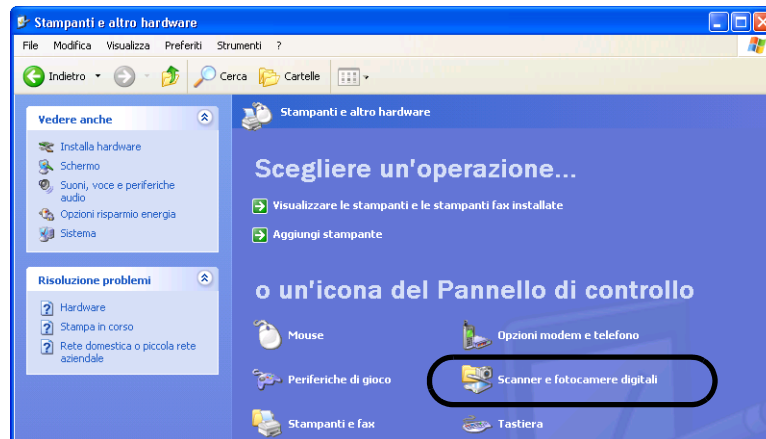 Stampanti e altro hardware
File Modifica Visualizza Preferiti Strumenti ?
Indietro Cerca Cartelle
Vedere anche
Installa hardware
Schermo
Suoni, voce e periferiche
audio
Opzioni risparmio energia
Sistema
Risoluzione problemi
Hardware
Stampa in corso
Rete domestica o piccola rete
aziendale
Stampanti e altro hardware
Scegliere un'operazione...
Visualizzare le stampanti e le stampanti fax installate
Aggiungi stampante
o un'icona del Pannello di controllo
Mouse
Opzioni modem e telefono
Periferiche di gioco
Scanner e fotocamere digitali
Stampanti e fax
Tastiera